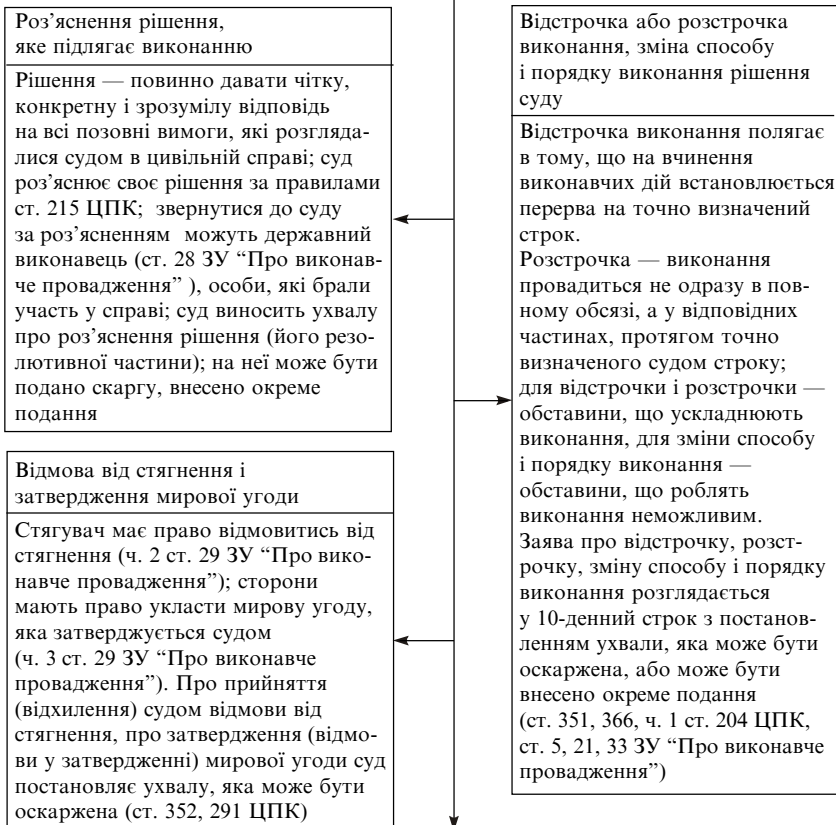 Роз’яснення рішення,
яке підлягає виконанню
Рішення — повинно давати чітку,
конкретну і зрозумілу відповідь
на всі позовні вимоги, які розгляда-
лися судом в цивільній справі; суд
роз’яснює своє рішення за правилами
ст. 215 ЦПК; звернутися до суду
за роз’ясненням можуть державний
виконавець (ст. 28 ЗУ “Про виконав-
че провадження” ), особи, які брали
участь у справі; суд виносить ухвалу
про роз’яснення рішення (його резо-
лютивної частини); на неї може бути
подано скаргу, внесено окреме
подання
Відмова від стягнення і
затвердження мирової угоди
Стягувач має право відмовитись від
стягнення (ч. 2 ст. 29 ЗУ “Про вико-
навче провадження”); сторони
мають право укласти мирову угоду,
яка затверджується судом
(ч. 3 ст. 29 ЗУ “Про виконавче
провадження”). Про прийняття
(відхилення) судом відмови від
стягнення, про затвердження (відмо-
ви у затвердженні) мирової угоди суд
постановляє ухвалу, яка може бути
оскаржена (ст. 352, 291 ЦПК)
Відстрочка або розстрочка
виконання, зміна способу
і порядку виконання рішення
суду
Відстрочка виконання полягає
в тому, що на вчинення
виконавчих дій встановлюється
перерва на точно визначений
строк.
Розстрочка — виконання
провадиться не одразу в пов-
ному обсязі, а у відповідних
частинах, протягом точно
визначеного судом строку;
для відстрочки і розстрочки —
обставини, що ускладнюють
виконання, для зміни способу
і порядку виконання —
обставини, що роблять
виконання неможливим.
Заява про відстрочку, розст-
рочку, зміну способу і порядку
виконання розглядається
у 10-денний строк з постанов-
ленням ухвали, яка може бути
оскаржена, або може бути
внесено окреме подання
(ст. 351, 366, ч. 1 ст. 204 ЦПК,
ст. 5, 21, 33 ЗУ “Про виконавче
провадження”)